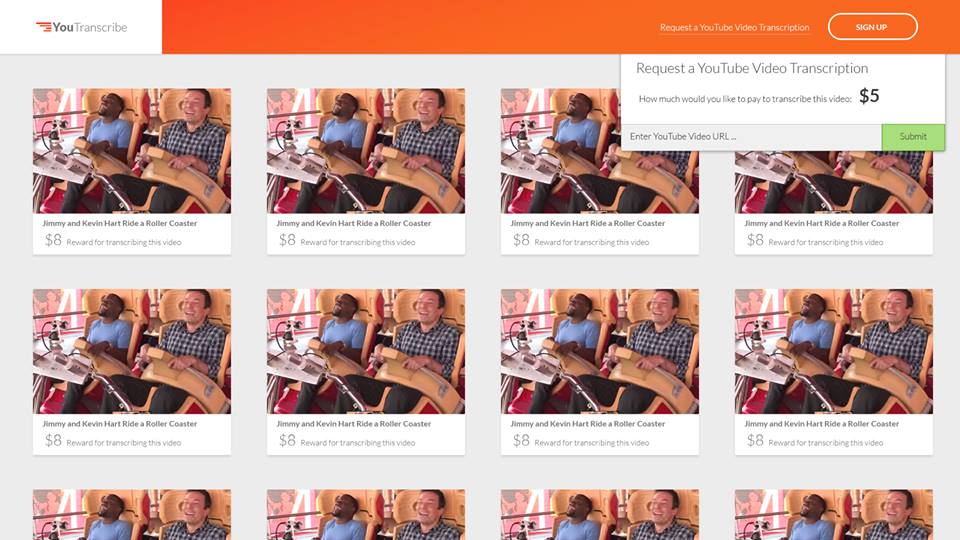 YouTranscribe
Request a YouTube Video Transcription
SIGN UP
Request a YouTube Video Transcription
How much would you like to pay to transcribe this video: $5
Enter YouTube Video URL ...
Submit
Jimmy and Kevin Hart Ride a Roller Coaster
$8 Reward for transcribing this video
Jimmy and Kevin Hart Ride a Roller Coaster
$8 Reward for transcribing this video
Jimmy and Kevin Hart Ride a Roller Coaster
$8 Reward for transcribing this video
Jimmy and Kevin Hart Ride a Roller Coaster
$8 Reward for transcribing this video
Jimmy and Kevin Hart Ride a Roller Coaster
$8 Reward for transcribing this video
Jimmy and Kevin Hart Ride a Roller Coaster
$8 Reward for transcribing this video
Jimmy and Kevin Hart Ride a Roller Coaster
$8 Reward for transcribing this video
Jimmy and Kevin Hart Ride a Roller Coaster
$8 Reward for transcribing this video